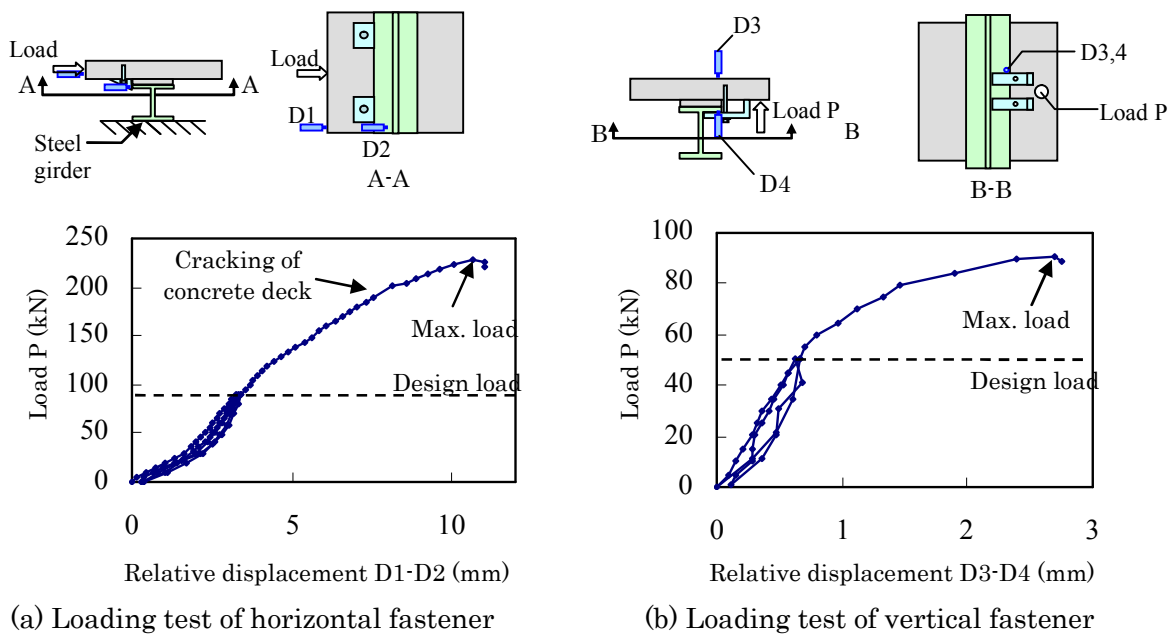 Load
A
A
Steel
girder
Load
D1
D2
A-A
250
200
150
100
50
0
Load P (kN)
Cracking of
concrete deck
Max. load
Design load
0
5
10
Relative displacement D1-D2 (mm)
(a) Loading test of horizontal fastener
D3
Load P
B
B
D4
D3,4
Load P
B-B
100
80
60
40
20
0
Load P (kN)
Max. load
Design load
0
1
2
3
Relative displacement D3-D4 (mm)
(b) Loading test of vertical fastener